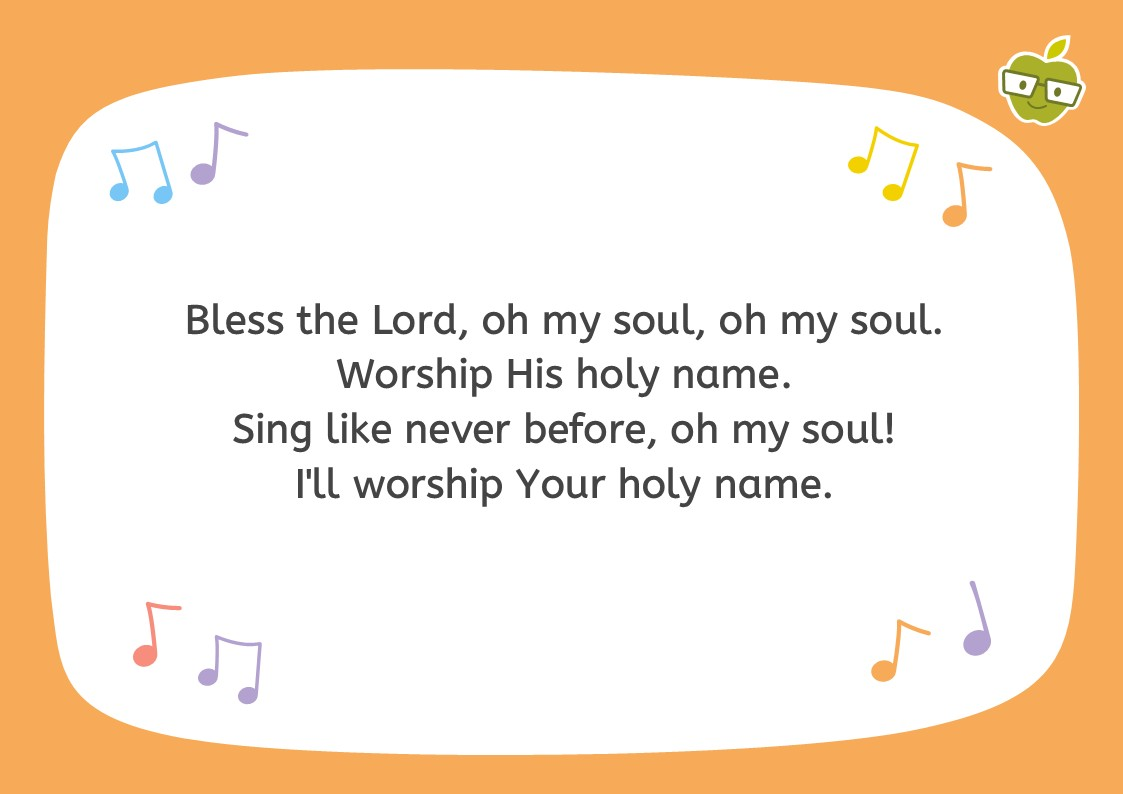 Bless the Lord, oh my soul, oh my soul.
Worship His holy name.
Sing like never before, oh my soul!
I'll worship Your holy name.